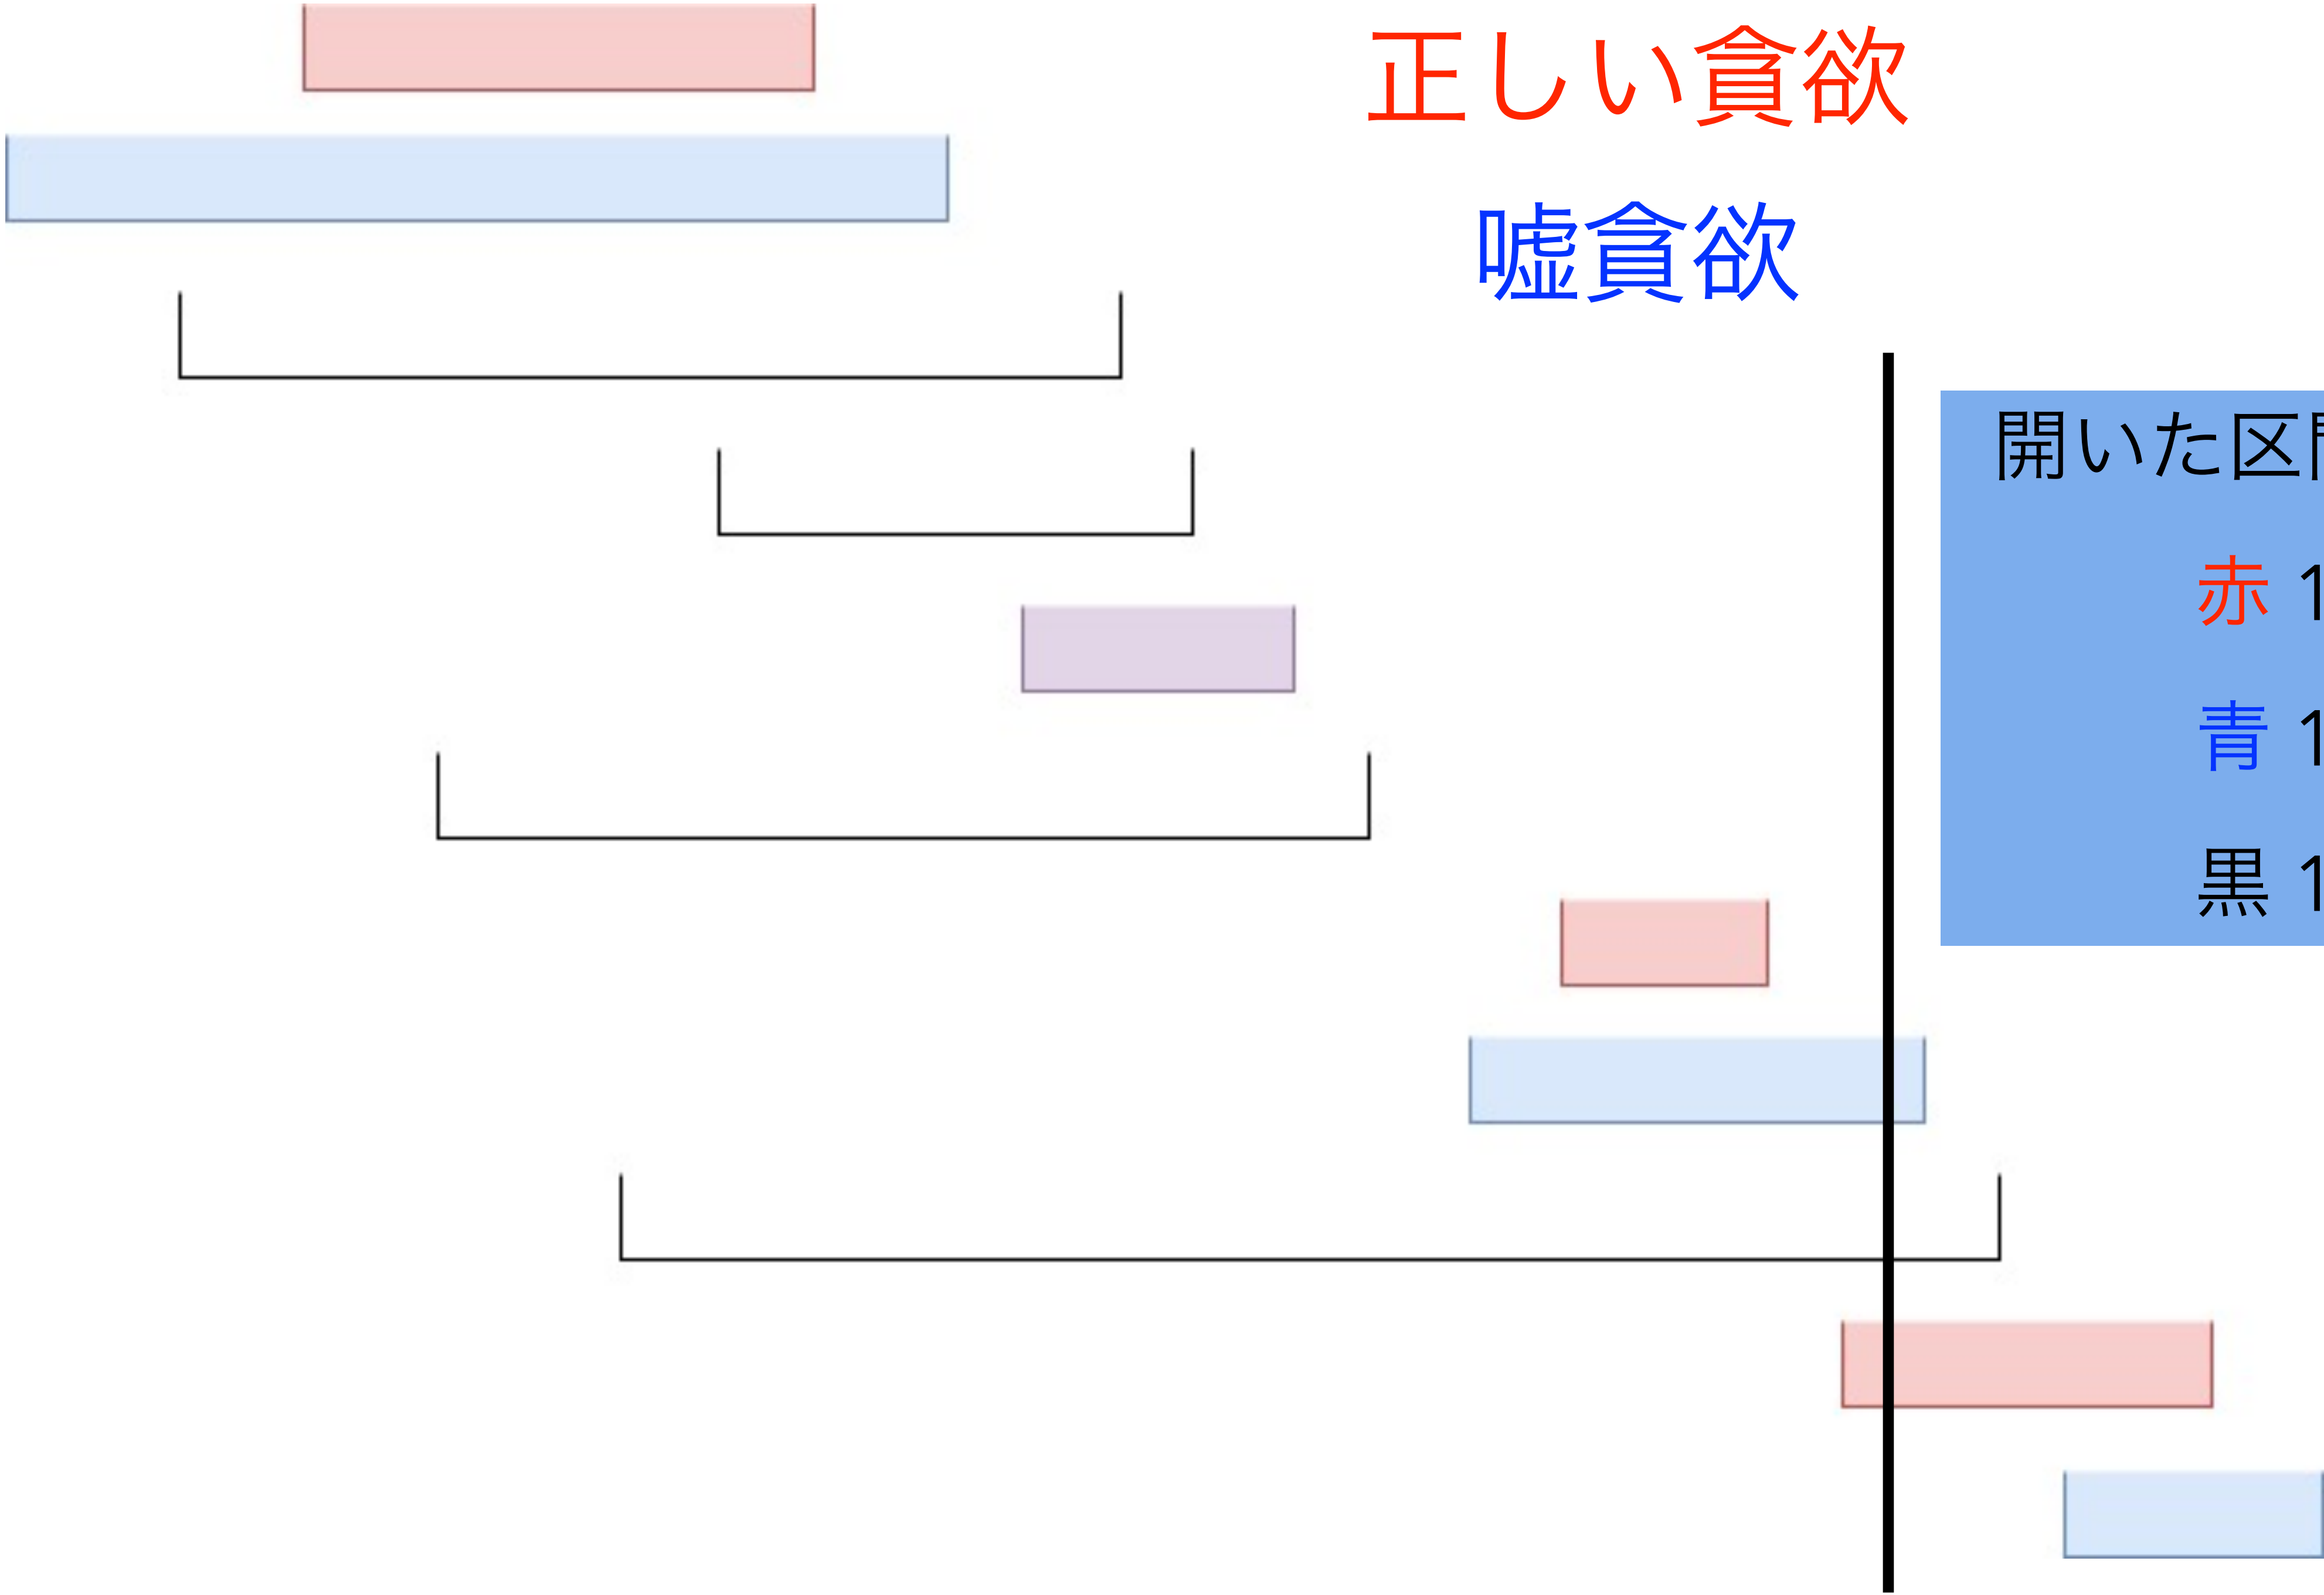 正しい貪欲
嘘貪欲
開いた区
赤 1
青 1
黒 1